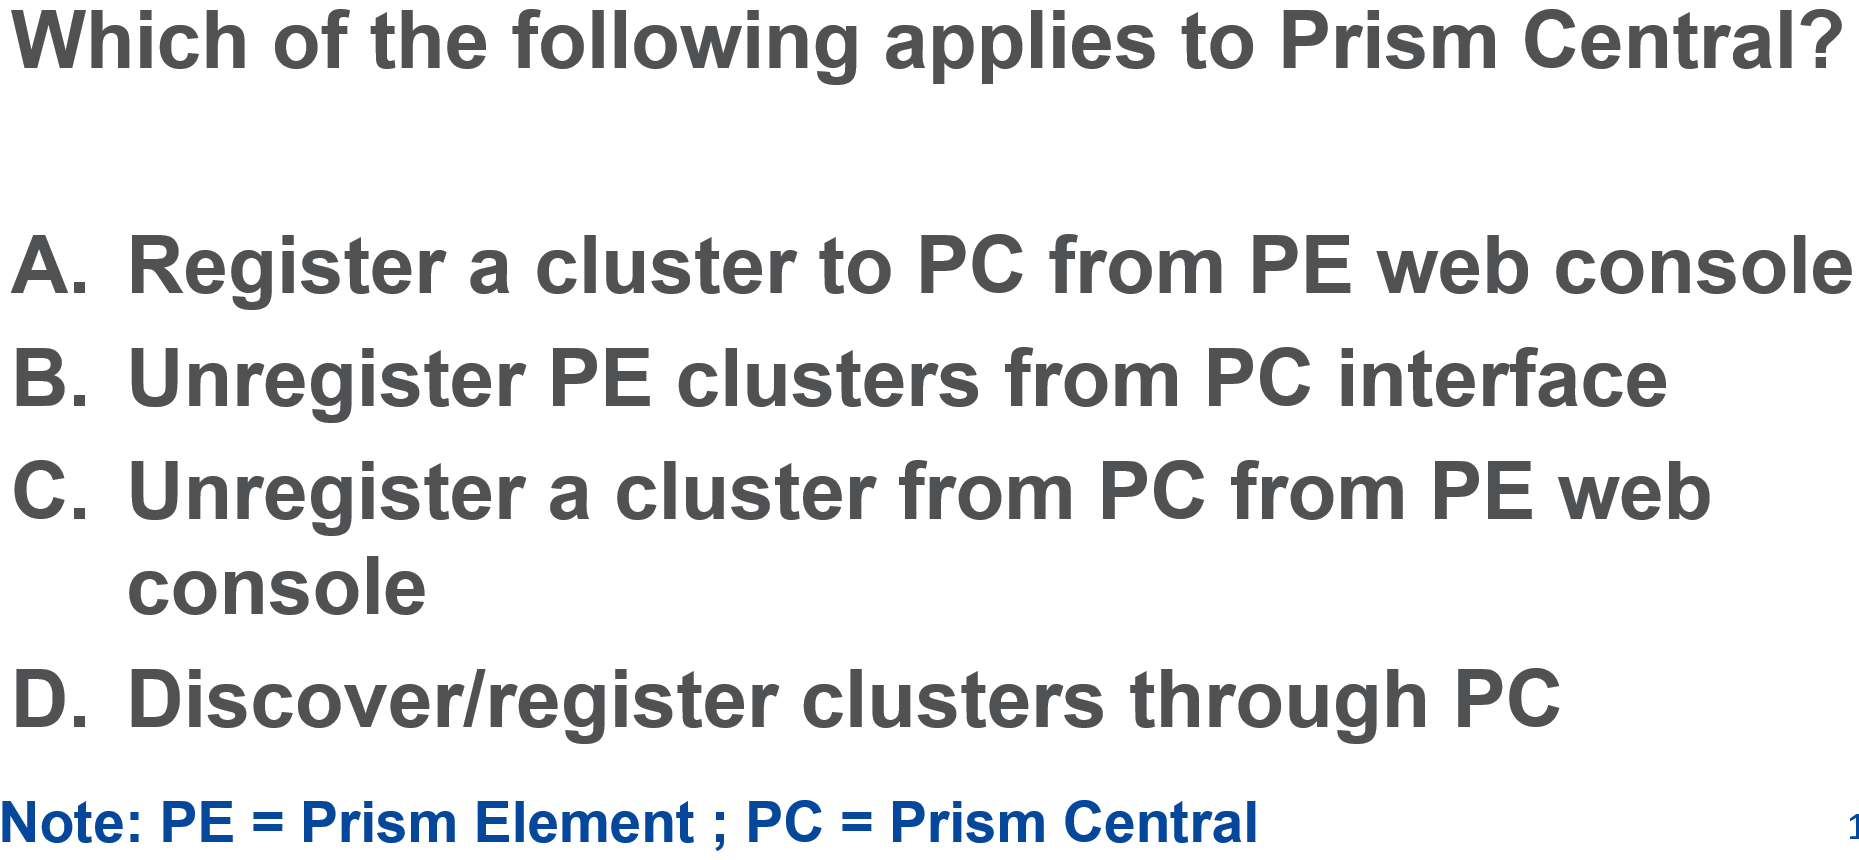 Which of the following applies to Prism Central?
A. Register a cluster to PC from PE web console
B. Unregister PE clusters from PC interface
C. Unregister a cluster from PC from PE web
console
D. Discover/register clusters through PC
Note: PE = Prism Element ; PC = Prism Central
1